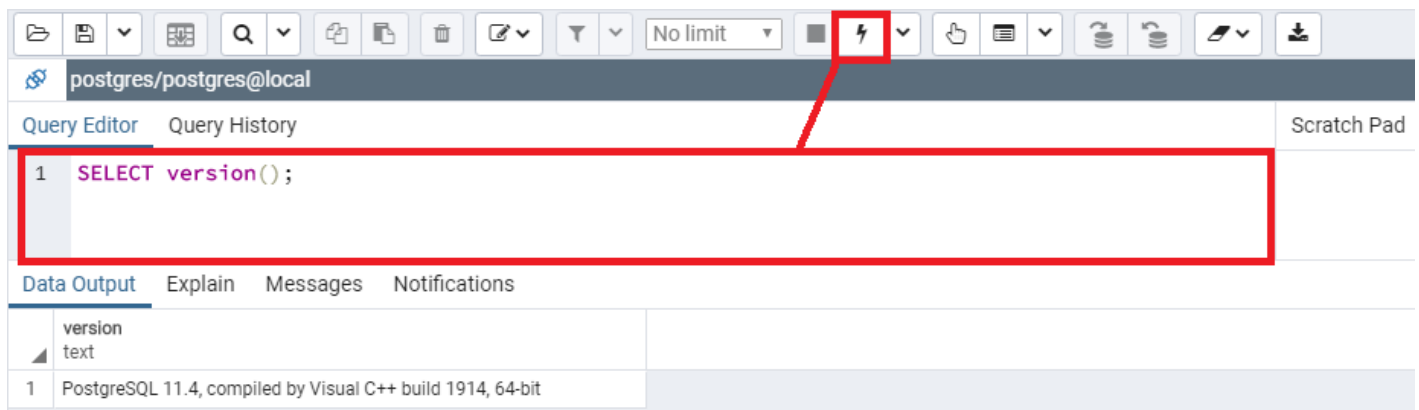 No limit
postgres/postgres@local
Query Editor Query History Scratch Pad
1 SELECT version();
Data Output Explain Messages Notifications
version
text
1 PostgreSQL 11.4, compiled by Visual C++ build 1914, 64-bit